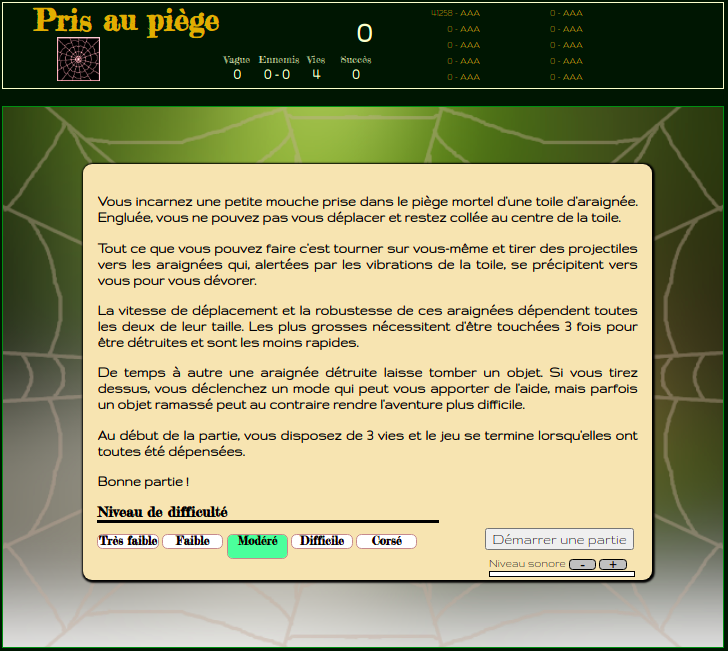 Pris au piège
0
Vague Ennemis Vies Succès
0 0 - 0 4 0
41258 - AAA 0 - AAA
0 - AAA 0 - AAA
0 - AAA 0 - AAA
0 - AAA 0 - AAA
0 - AAA 0 - AAA
Vous incarnez une petite mouche prise dans le piège mortel d'une toile d'araignée.
Engluée, vous ne pouvez pas vous déplacer et restez collée au centre de la toile.
Tout ce que vous pouvez faire c'est tourner sur vous-même et tirer des projectiles
vers les araignées qui, alertées par les vibrations de la toile, se précipitent vers
vous pour vous dévorer.
La vitesse de déplacement et la robustesse de ces araignées dépendent toutes
les deux de leur taille. Les plus grosses nécessitent d'être touchées 3 fois pour
être détruites et sont les moins rapides.
De temps à autre une araignée détruite laisse tomber un objet. Si vous tirez
dessus, vous déclenchez un mode qui peut vous apporter de l'aide, mais parfois
un objet ramassé peut au contraire rendre l'aventure plus difficile.
Au début de la partie, vous disposez de 3 vies et le jeu se termine lorsqu'elles ont
toutes été dépensées.
Bonne partie !
Niveau de difficulté
Très faible Faible Modéré Difficile Corsé
Démarrer une partie
Niveau sonore - +